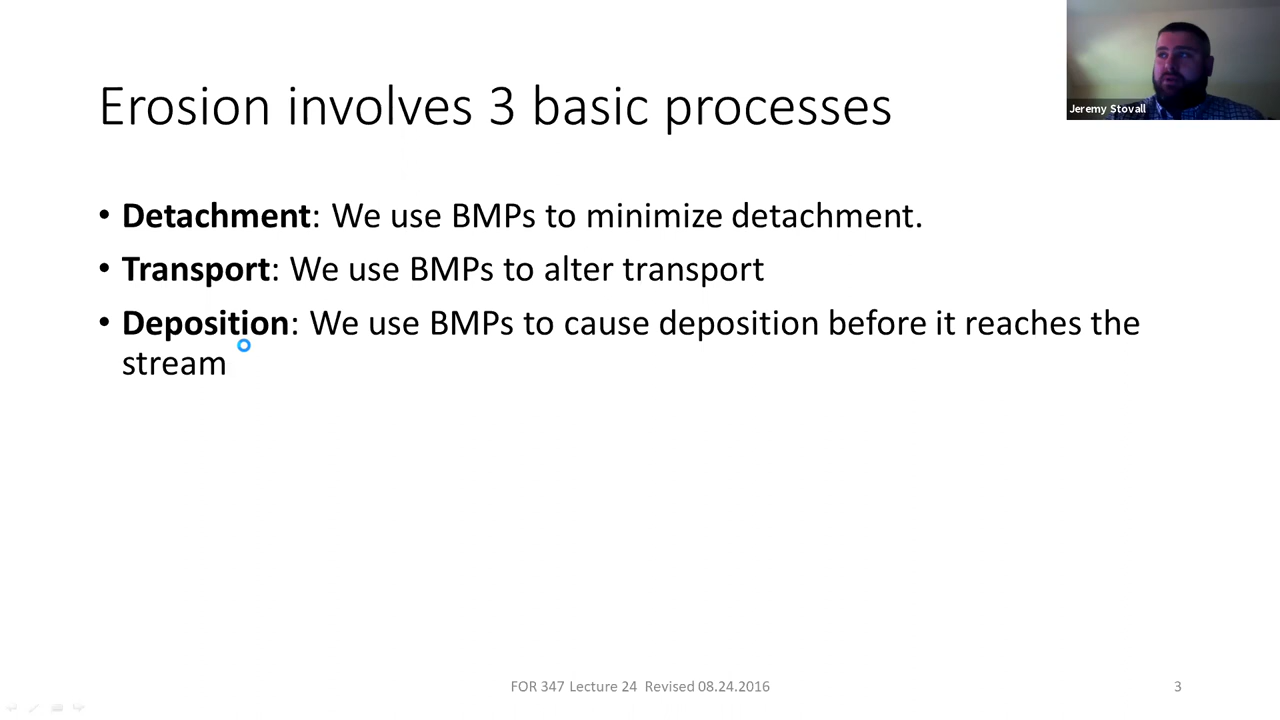 Jeremy Stovall
Erosion involves 3 basic processes
• Detachment: We use BMPs to minimize detachment.
• Transport: We use BMPs to alter transport
• Deposition: We use BMPs to cause deposition before it reaches the
stream
FOR 347 Lecture 24 Revised 08.24.2016
3